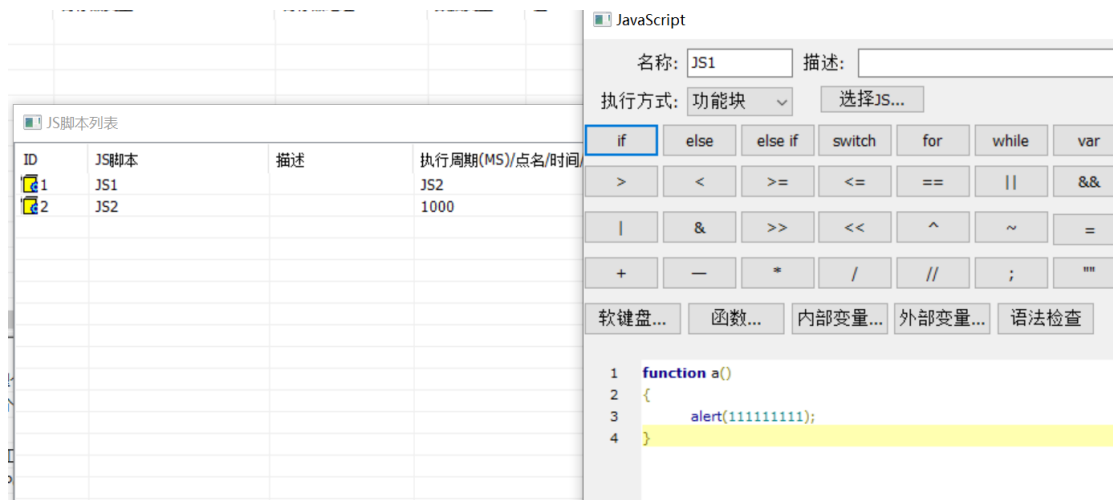 JavaScript
名称: JS1 描述:
执行方式: 功能块 选择JS...
if else else if switch for while var
> < >= <= == || &&
| & >> << ^ ~ =
+ — * / // ; ""
软键盘... 函数... 内部变量... 外部变量... 语法检查
1 function a()
2 {
3 alert(111111111);
4 }
JS脚本列表
ID JS脚本 描述 执行周期(MS)/点名/时间/
1 JS1 JS2
2 JS2 1000